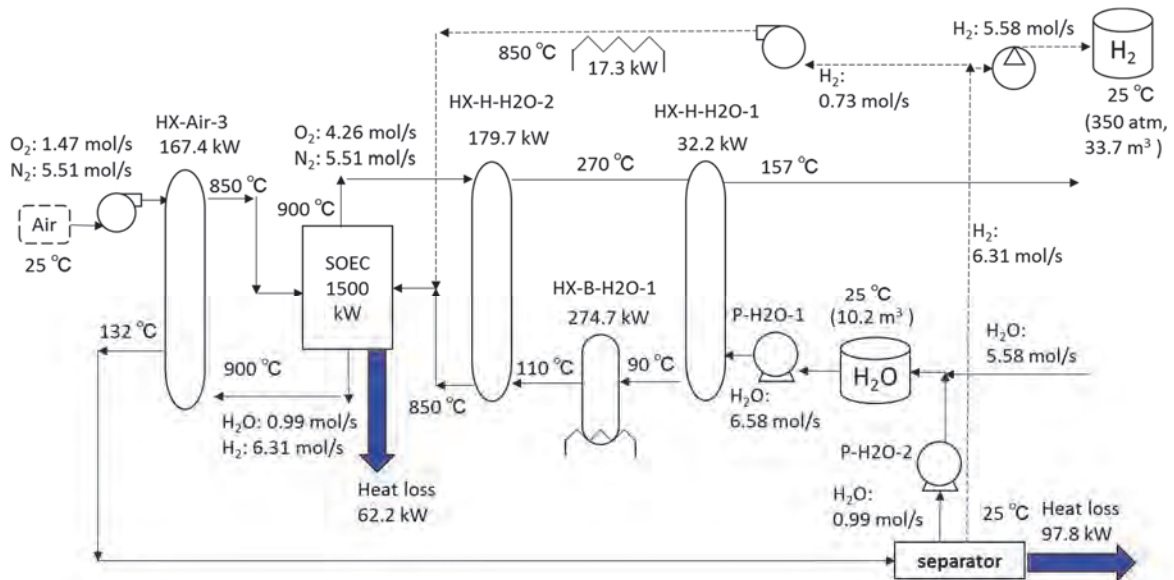 H₂: 5.58 mol/s
H₂
25 ℃
(350 atm,
33.7 m³ )
850 ℃
17.3 kW
H₂:
0.73 mol/s
HX-H-H2O-2
179.7 kW
HX-H-H2O-1
32.2 kW
HX-Air-3
167.4 kW
O₂: 1.47 mol/s
N₂: 5.51 mol/s
O₂: 4.26 mol/s
N₂: 5.51 mol/s
270 ℃
157 ℃
850 ℃
900 ℃
Air
25 ℃
SOEC
1500
kW
H₂:
6.31 mol/s
HX-B-H2O-1
274.7 kW
P-H2O-1
25 ℃
(10.2 m³ )
H₂O
H₂O:
5.58 mol/s
132 ℃
900 ℃
850 ℃
110 ℃
90 ℃
H₂O:
6.58 mol/s
H₂O: 0.99 mol/s
H₂: 6.31 mol/s
P-H2O-2
Heat loss
62.2 kW
H₂O:
0.99 mol/s
25 ℃
Heat loss
97.8 kW
separator